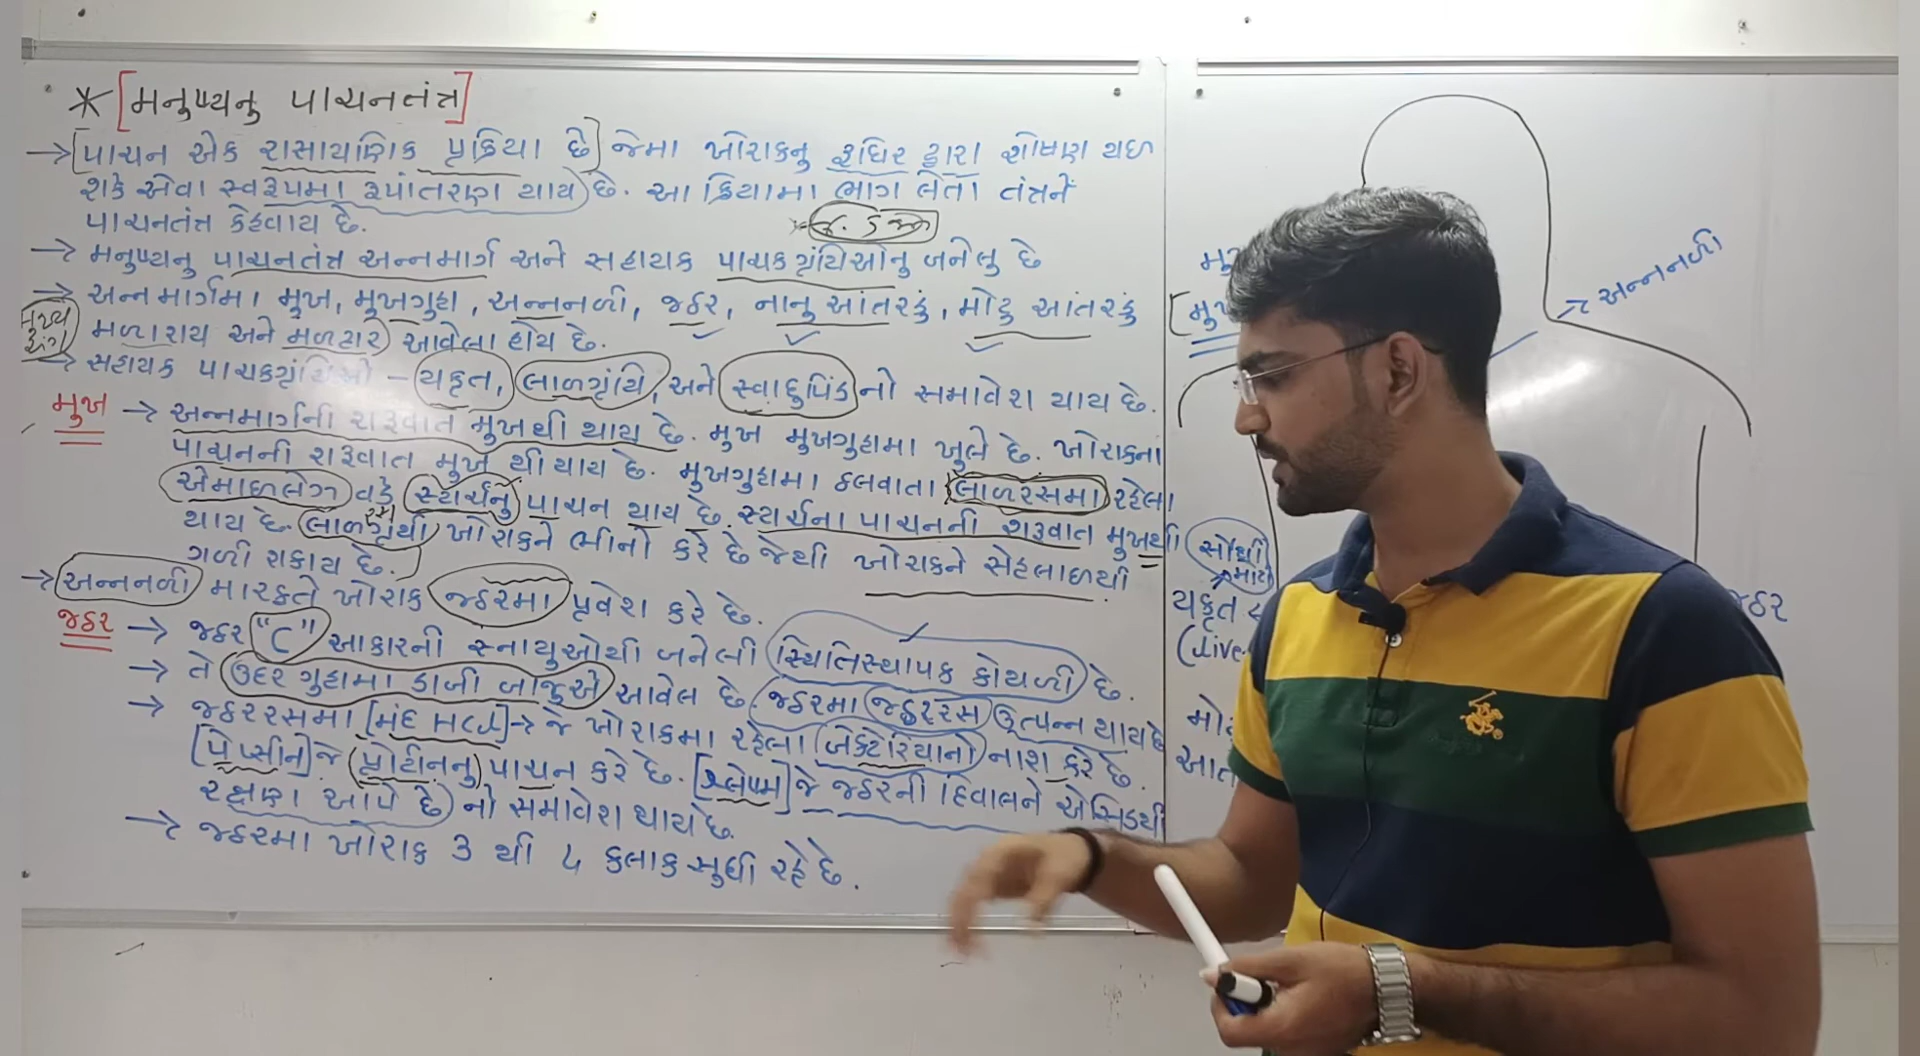 * [મનુષ્યનુ પાચનતંત્ર]
→ [પાચન એક રાસાયણિક પ્રક્રિયા છે] જેમા ખોરાકનુ રૂધિર દ્વારા શોષણ થઇ
શકે એવા સ્વરૂપમા રૂપાંતરણ થાય છે. આ ક્રિયામા ભાગ લેતા તંત્રને
પાચનતંત્ર કેહવાય છે.
→ મનુષ્યનુ પાચનતંત્ર અન્નમાર્ગ અને સહાયક પાચકગ્રંથિઓનુ બનેલુ છે
→ અન્નમાર્ગમા મુખ, મુખગુહા, અન્નનળી, જઠર, નાનુ આંતરડું, મોટુ આંતરડું
મુખ્ય અંગ
મળાશય અને મળદ્વાર આવેલા હોય છે.
→ સહાયક પાચકગ્રંથિઓ - યકૃત, લાળગ્રંથિ, અને સ્વાદુપિંડ નો સમાવેશ થાય છે.
મુખ → અન્નમાર્ગની શરૂવાત મુખથી થાય છે. મુખ મુખગુહામા ખુલે છે. ખોરાકના
પાચનની શરૂવાત મુખ થી થાય છે. મુખગુહામા ઠલવાતા લાળરસમા રહેલા
એમાઇલેઝ વડે સ્ટાર્ચનુ પાચન થાય છે. સ્ટાર્ચના પાચનની શરૂવાત મુખથી
થાય છે. લાળગ્રંથી રસ ખોરાકને ભીનો કરે છે જેથી ખોરાકને સેહલાઇથી
ગળી શકાય છે.
→ અન્નનળી મારફતે ખોરાક જઠરમા પ્રવેશ કરે છે.
જઠર → જઠર "C" આકારની સ્નાયુઓથી બનેલી સ્થિતિસ્થાપક કોથળી છે.
→ તે ઉદરગુહામા ડાબી બાજુએ આવેલ છે. જઠરમા જઠરરસ ઉત્પન્ન થાય છે
→ જઠરરસમા [મંદ HCl] → જે ખોરાકમા રહેલા બેક્ટેરિયાનો નાશ કરે છે.
[પેપ્સીન] જે પ્રોટીનનુ પાચન કરે છે. [શ્લેષ્મ] જે જઠરની દિવાલને એસિડથી
રક્ષણ આપે છે નો સમાવેશ થાય છે.
→ જઠરમા ખોરાક 3 થી ૫ કલાક સુધી રહે છે.
→ અન્નનળી
સૌથી
યકૃત
જઠર